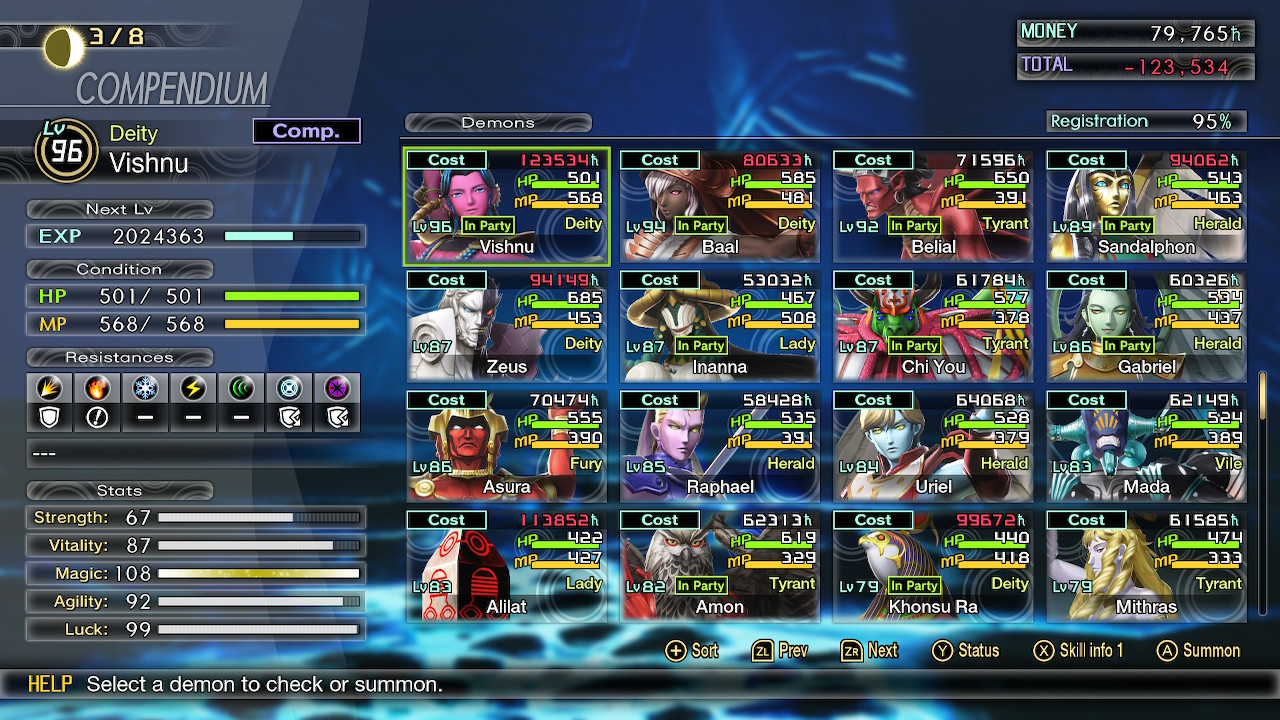 3/8
COMPENDIUM
MONEY 79,765
TOTAL -123,534
Lv 96
Deity
Vishnu
Comp.
Demons
Registration 95%
Next Lv
EXP 2024363
Condition
HP 501/ 501
MP 568/ 568
Resistances
---
Stats
Strength: 67
Vitality: 87
Magic: 108
Agility: 92
Luck: 99
Cost 123534
HP 501
MP 568
Lv96 In Party Deity
Vishnu
Cost 80633
HP 585
MP 481
Lv94 In Party Deity
Baal
Cost 71596
HP 650
MP 391
Lv92 In Party Tyrant
Belial
Cost 94062
HP 543
MP 463
Lv89 In Party Herald
Sandalphon
Cost 94149
HP 685
MP 453
Lv87 Deity
Zeus
Cost 53032
HP 467
MP 508
Lv87 In Party Lady
Inanna
Cost 61784
HP 577
MP 378
Lv87 In Party Tyrant
Chi You
Cost 60326
HP 534
MP 437
Lv86 In Party Herald
Gabriel
Cost 70474
HP 555
MP 390
Lv86 Fury
Asura
Cost 58428
HP 535
MP 391
Lv85 Herald
Raphael
Cost 64068
HP 528
MP 379
Lv84 Herald
Uriel
Cost 62149
HP 524
MP 389
Lv83 Vile
Mada
Cost 113852
HP 422
MP 427
Lv83 Lady
Alilat
Cost 62313
HP 619
MP 329
Lv82 In Party Tyrant
Amon
Cost 99672
HP 440
MP 418
Lv79 In Party Deity
Khonsu Ra
Cost 61585
HP 474
MP 333
Lv79 Tyrant
Mithras
+ Sort ZL Prev ZR Next Y Status X Skill info 1 A Summon
HELP Select a demon to check or summon.